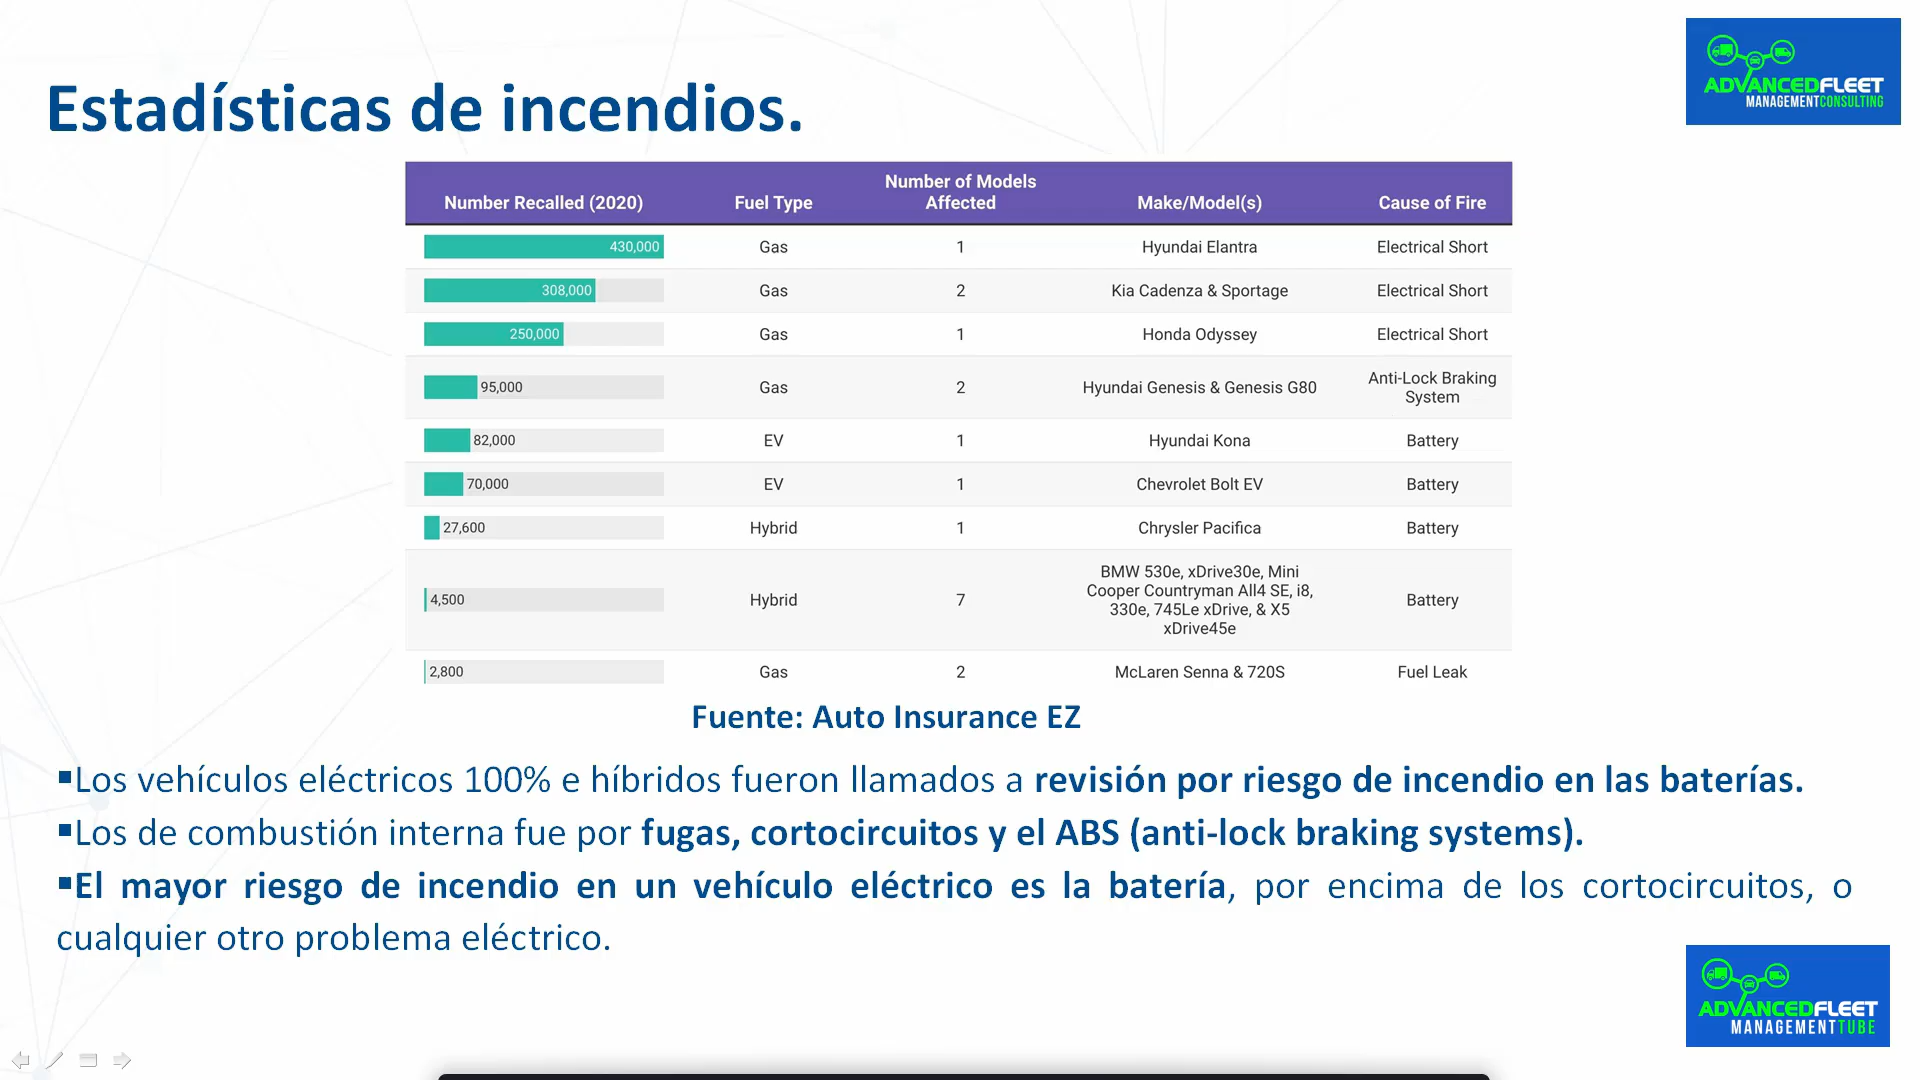 ADVANCEDFLEET
MANAGEMENTCONSULTING
Estadísticas de incendios.
Number Recalled (2020) Fuel Type Number of Models Affected Make/Model(s) Cause of Fire
430,000 Gas 1 Hyundai Elantra Electrical Short
308,000 Gas 2 Kia Cadenza & Sportage Electrical Short
250,000 Gas 1 Honda Odyssey Electrical Short
95,000 Gas 2 Hyundai Genesis & Genesis G80 Anti-Lock Braking System
82,000 EV 1 Hyundai Kona Battery
70,000 EV 1 Chevrolet Bolt EV Battery
27,600 Hybrid 1 Chrysler Pacifica Battery
4,500 Hybrid 7 BMW 530e, xDrive30e, Mini Cooper Countryman All4 SE, i8, 330e, 745Le xDrive, & X5 xDrive45e Battery
2,800 Gas 2 McLaren Senna & 720S Fuel Leak
Fuente: Auto Insurance EZ
▪Los vehículos eléctricos 100% e híbridos fueron llamados a revisión por riesgo de incendio en las baterías.
▪Los de combustión interna fue por fugas, cortocircuitos y el ABS (anti-lock braking systems).
▪El mayor riesgo de incendio en un vehículo eléctrico es la batería, por encima de los cortocircuitos, o
cualquier otro problema eléctrico.
ADVANCEDFLEET
MANAGEMENTTUBE